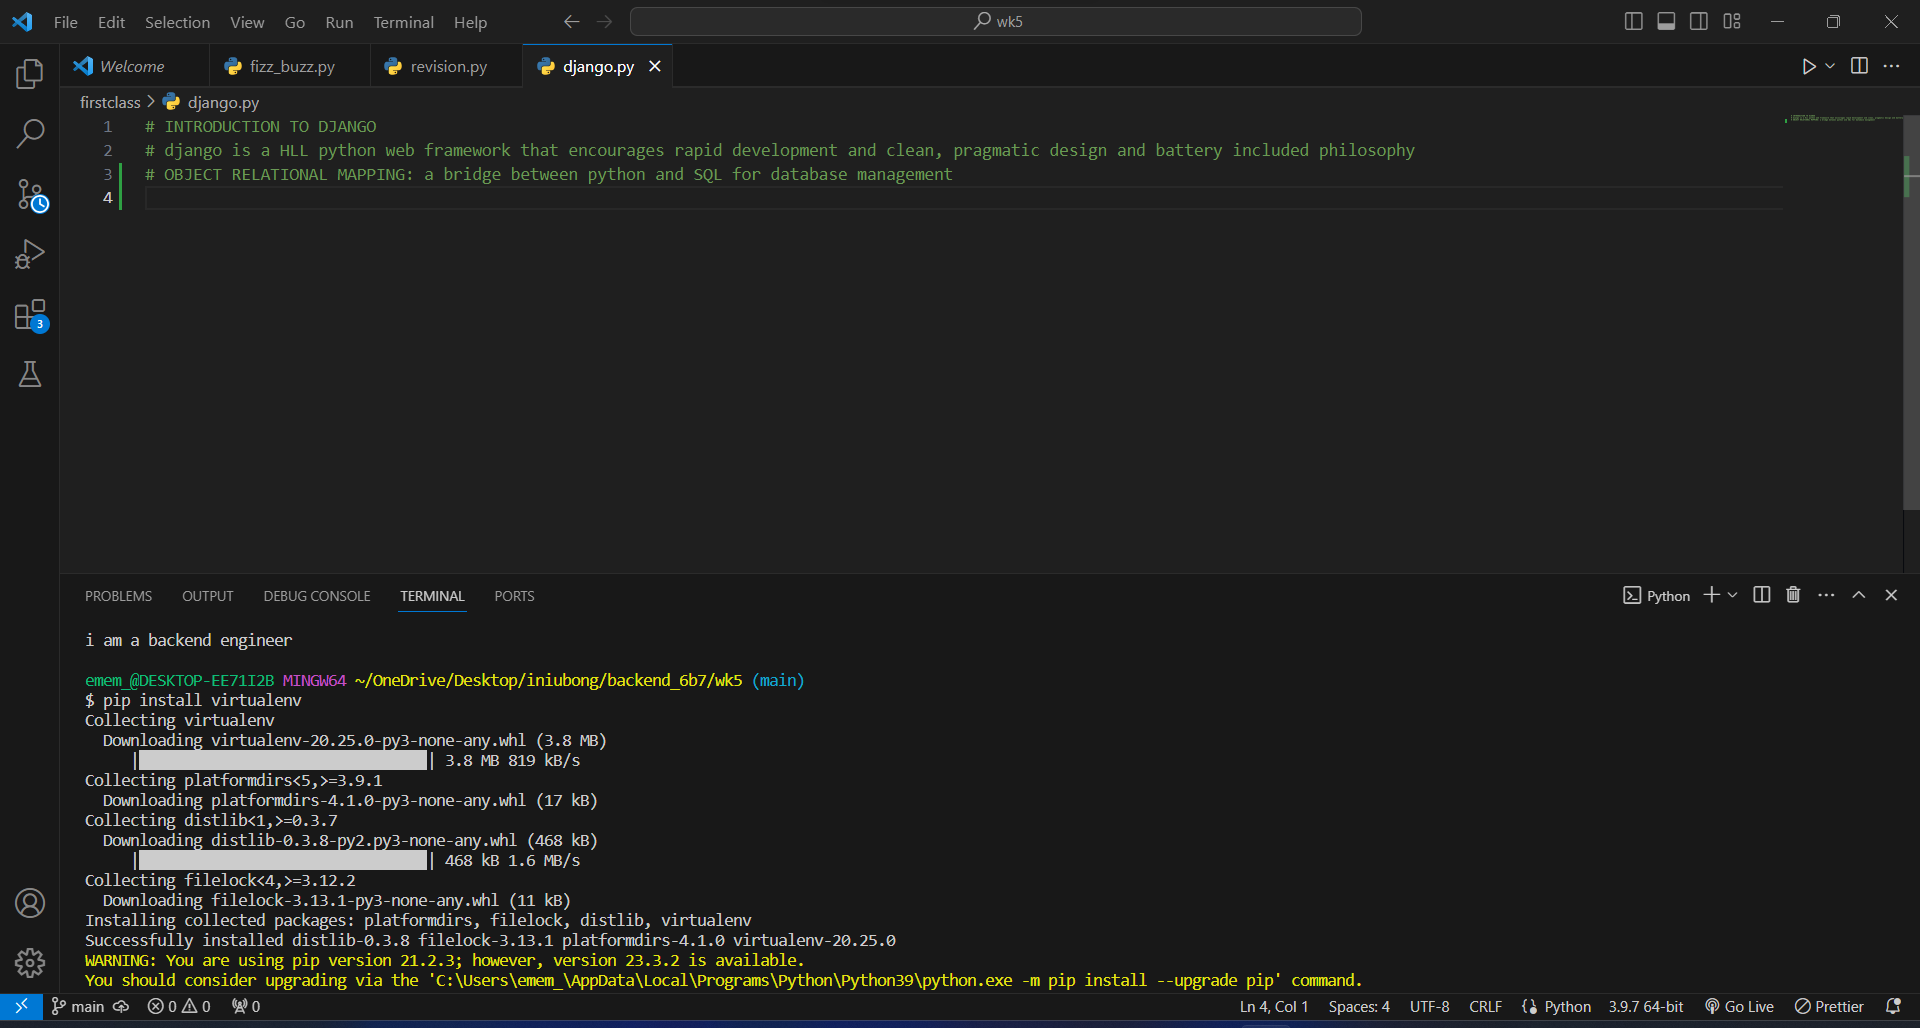 File Edit Selection View Go Run Terminal Help wk5
Welcome fizz_buzz.py revision.py django.py
firstclass django.py
1 # INTRODUCTION TO DJANGO
2 # django is a HLL python web framework that encourages rapid development and clean, pragmatic design and battery included philosophy
3 # OBJECT RELATIONAL MAPPING: a bridge between python and SQL for database management
4
3
PROBLEMS OUTPUT DEBUG CONSOLE TERMINAL PORTS Python
i am a backend engineer
emem_@DESKTOP-EE71I2B MINGW64 ~/OneDrive/Desktop/iniubong/backend_6b7/wk5 (main)
$ pip install virtualenv
Collecting virtualenv
Downloading virtualenv-20.25.0-py3-none-any.whl (3.8 MB)
| | 3.8 MB 819 kB/s
Collecting platformdirs<5,>=3.9.1
Downloading platformdirs-4.1.0-py3-none-any.whl (17 kB)
Collecting distlib<1,>=0.3.7
Downloading distlib-0.3.8-py2.py3-none-any.whl (468 kB)
| | 468 kB 1.6 MB/s
Collecting filelock<4,>=3.12.2
Downloading filelock-3.13.1-py3-none-any.whl (11 kB)
Installing collected packages: platformdirs, filelock, distlib, virtualenv
Successfully installed distlib-0.3.8 filelock-3.13.1 platformdirs-4.1.0 virtualenv-20.25.0
WARNING: You are using pip version 21.2.3; however, version 23.3.2 is available.
You should consider upgrading via the 'C:\Users\emem_\AppData\Local\Programs\Python\Python39\python.exe -m pip install --upgrade pip' command.
main 0 0 0 Ln 4, Col 1 Spaces: 4 UTF-8 CRLF Python 3.9.7 64-bit Go Live Prettier